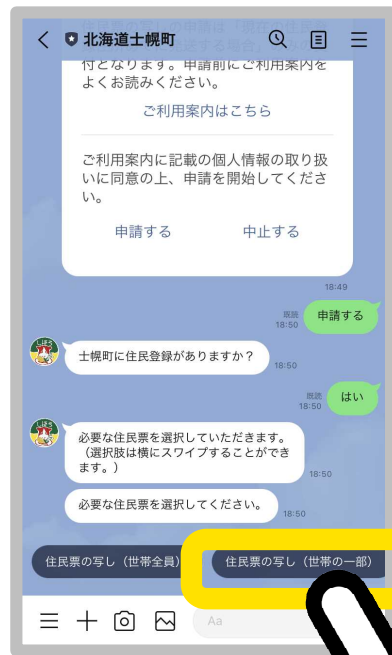 北海道士幌町
付となります。申請前にご利用案内を
よくお読みください。
ご利用案内はこちら
ご利用案内に記載の個人情報の取り扱
いに同意の上、申請を開始してくださ
い。
申請する 中止する
18:49
既読
18:50
申請する
士幌町に住民登録がありますか？
18:50
既読
18:50
はい
必要な住民票を選択していただきます。
（選択肢は横にスワイプすることができ
ます。）
18:50
必要な住民票を選択してください。
18:50
住民票の写し（世帯全員） 住民票の写し（世帯の一部）
Aa